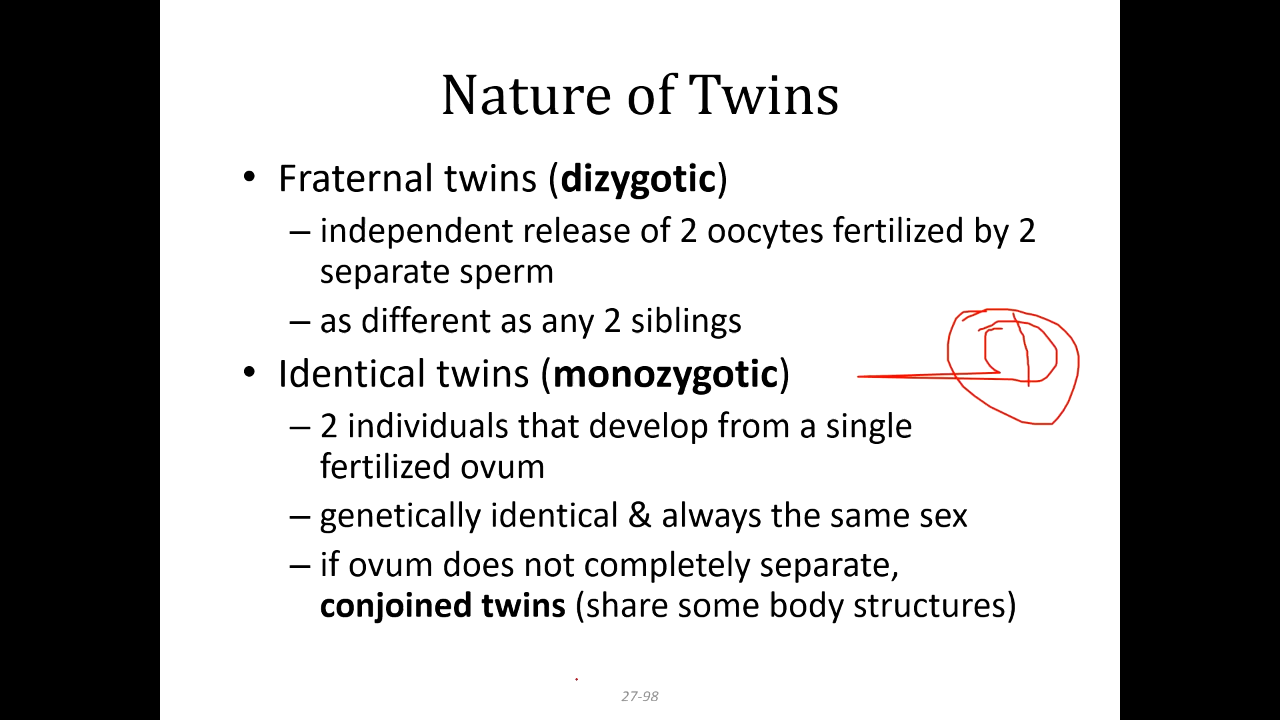 Nature of Twins
• Fraternal twins (dizygotic)
– independent release of 2 oocytes fertilized by 2
separate sperm
– as different as any 2 siblings
• Identical twins (monozygotic)
– 2 individuals that develop from a single
fertilized ovum
– genetically identical & always the same sex
– if ovum does not completely separate,
conjoined twins (share some body structures)
27-98